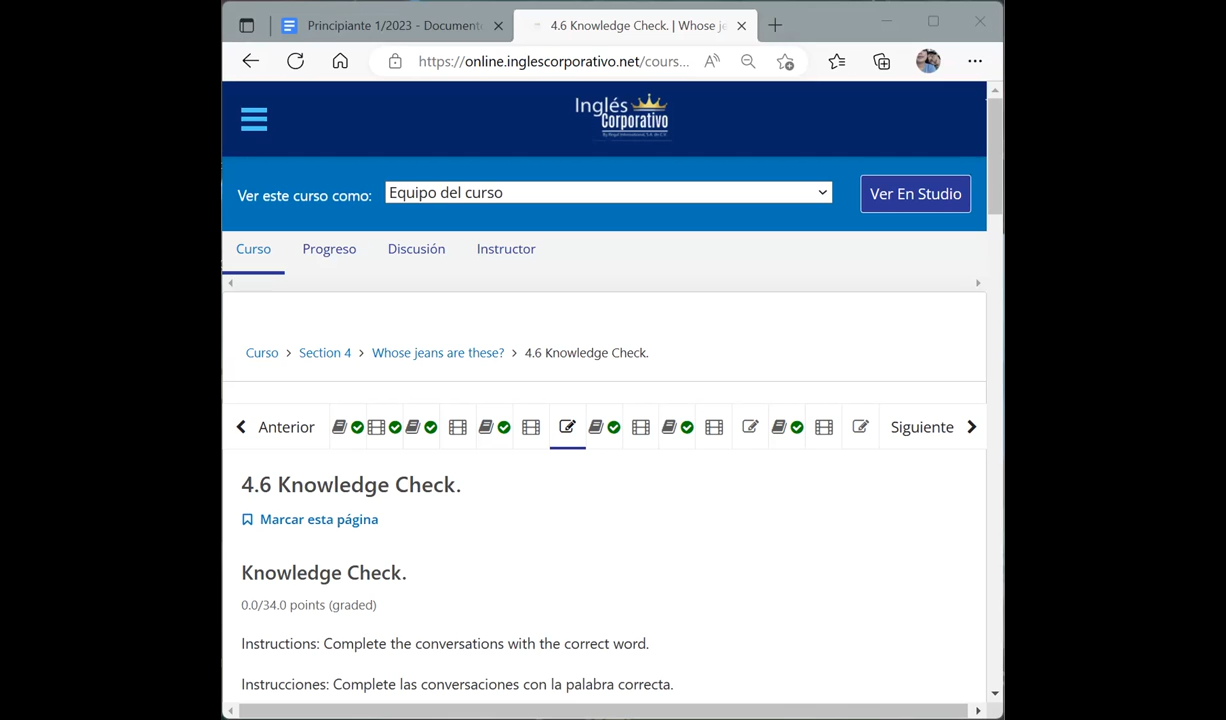 Principiante 1/2023 - Documento
4.6 Knowledge Check. | Whose je
https://online.inglescorporativo.net/cours...
Inglés
Corporativo
Ver este curso como:
Equipo del curso
Ver En Studio
Curso
Progreso
Discusión
Instructor
Curso > Section 4 > Whose jeans are these? > 4.6 Knowledge Check.
Anterior
Siguiente
4.6 Knowledge Check.
Marcar esta página
Knowledge Check.
0.0/34.0 points (graded)
Instructions: Complete the conversations with the correct word.
Instrucciones: Complete las conversaciones con la palabra correcta.